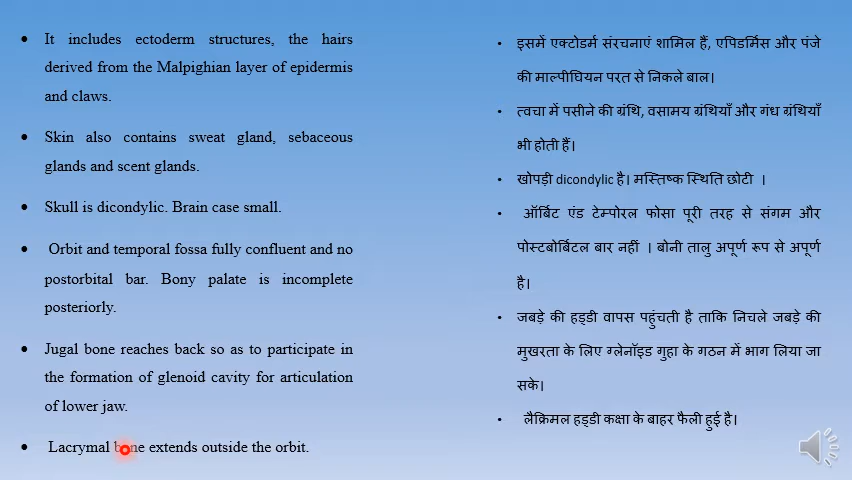 • It includes ectoderm structures, the hairs
derived from the Malpighian layer of epidermis
and claws.
• Skin also contains sweat gland, sebaceous
glands and scent glands.
• Skull is dicondylic. Brain case small.
• Orbit and temporal fossa fully confluent and no
postorbital bar. Bony palate is incomplete
posteriorly.
• Jugal bone reaches back so as to participate in
the formation of glenoid cavity for articulation
of lower jaw.
• Lacrymal bone extends outside the orbit.
• इसमें एक्टोडर्म संरचनाएं शामिल हैं, एपिडर्मिस और पंजे
की माल्पीघियन परत से निकले बाल।
• त्वचा में पसीने की ग्रंथि, वसामय ग्रंथियाँ और गंध ग्रंथियाँ
भी होती हैं।
• खोपड़ी dicondylic है। मस्तिष्क स्थिति छोटी ।
• ऑर्बिट एंड टेम्पोरल फोसा पूरी तरह से संगम और
पोस्टबोर्बिटल बार नहीं । बोनी तालु अपूर्ण रूप से अपूर्ण
है।
• जबड़े की हड्डी वापस पहुंचती है ताकि निचले जबड़े की
मुखरता के लिए ग्लेनॉइड गुहा के गठन में भाग लिया जा
सके।
• लैक्रिमल हड्डी कक्षा के बाहर फैली हुई है।